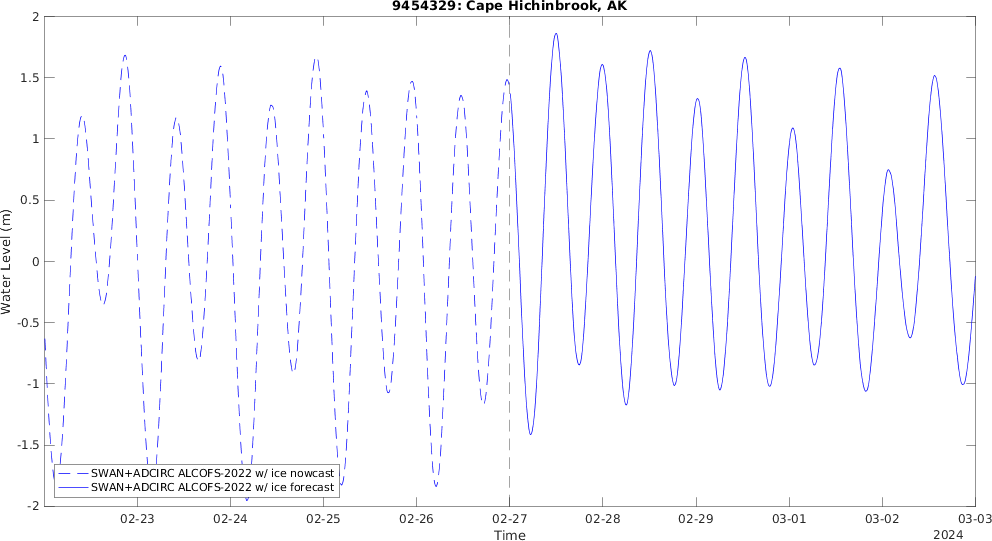 9454329: Cape Hichinbrook, AK
Water Level (m)
2
1.5
1
0.5
0
-0.5
-1
-1.5
-2
SWAN+ADCIRC ALCOFS-2022 w/ ice nowcast
SWAN+ADCIRC ALCOFS-2022 w/ ice forecast
02-23 02-24 02-25 02-26 02-27 02-28 02-29 03-01 03-02 03-03
Time
2024